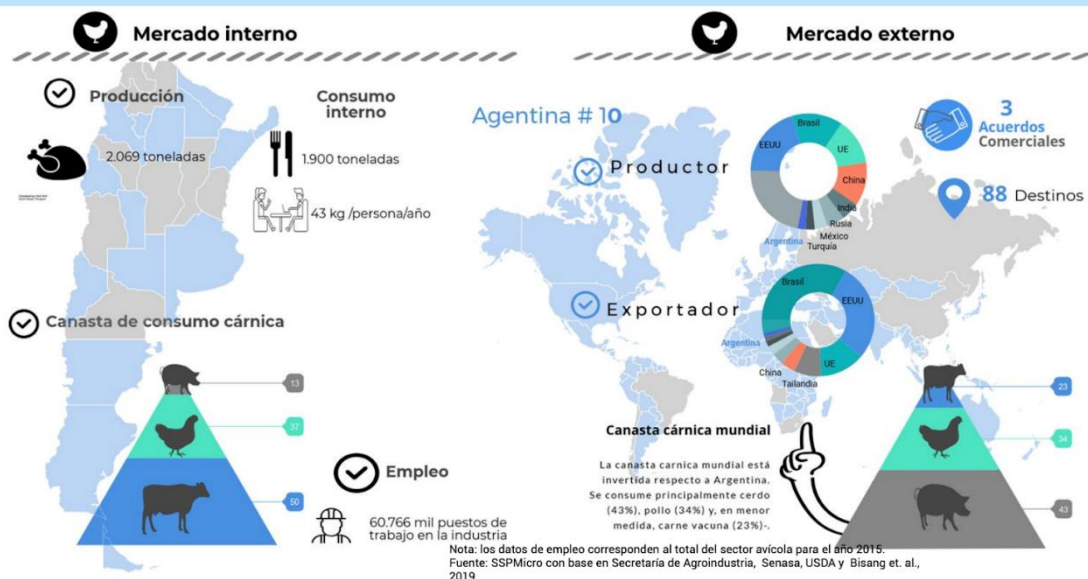 Mercado interno
Producción
2.069 toneladas
Consumo
interno
1.900 toneladas
43 kg /persona/año
Canasta de consumo cárnica
13
37
50
Empleo
60.766 mil puestos de
trabajo en la industria
Mercado externo
Agentina # 10
Productor
Brasil
EEUU
UE
China
India
Rusia
México
Turquía
Argentina
3
Acuerdos
Comerciales
88 Destinos
Exportador
Brasil
EEUU
UE
Tailandia
China
Argentina
Canasta cárnica mundial
La canasta carnica mundial está
invertida respecto a Argentina.
Se consume principalmente cerdo
(43%), pollo (34%) y, en menor
medida, carne vacuna (23%)-.
23
34
43
Nota: los datos de empleo corresponden al total del sector avícola para el año 2015.
Fuente: SSPMicro con base en Secretaría de Agroindustria, Senasa, USDA y Bisang et. al.,
2019